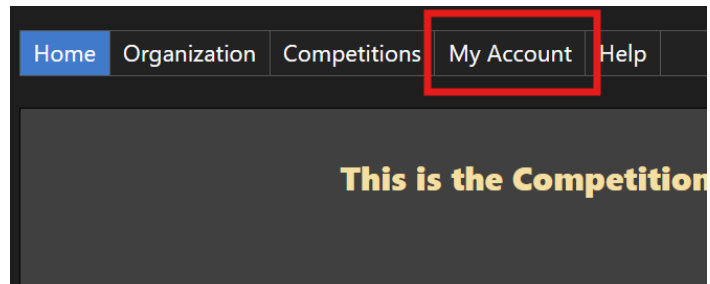 Home Organization Competitions My Account Help
This is the Competition